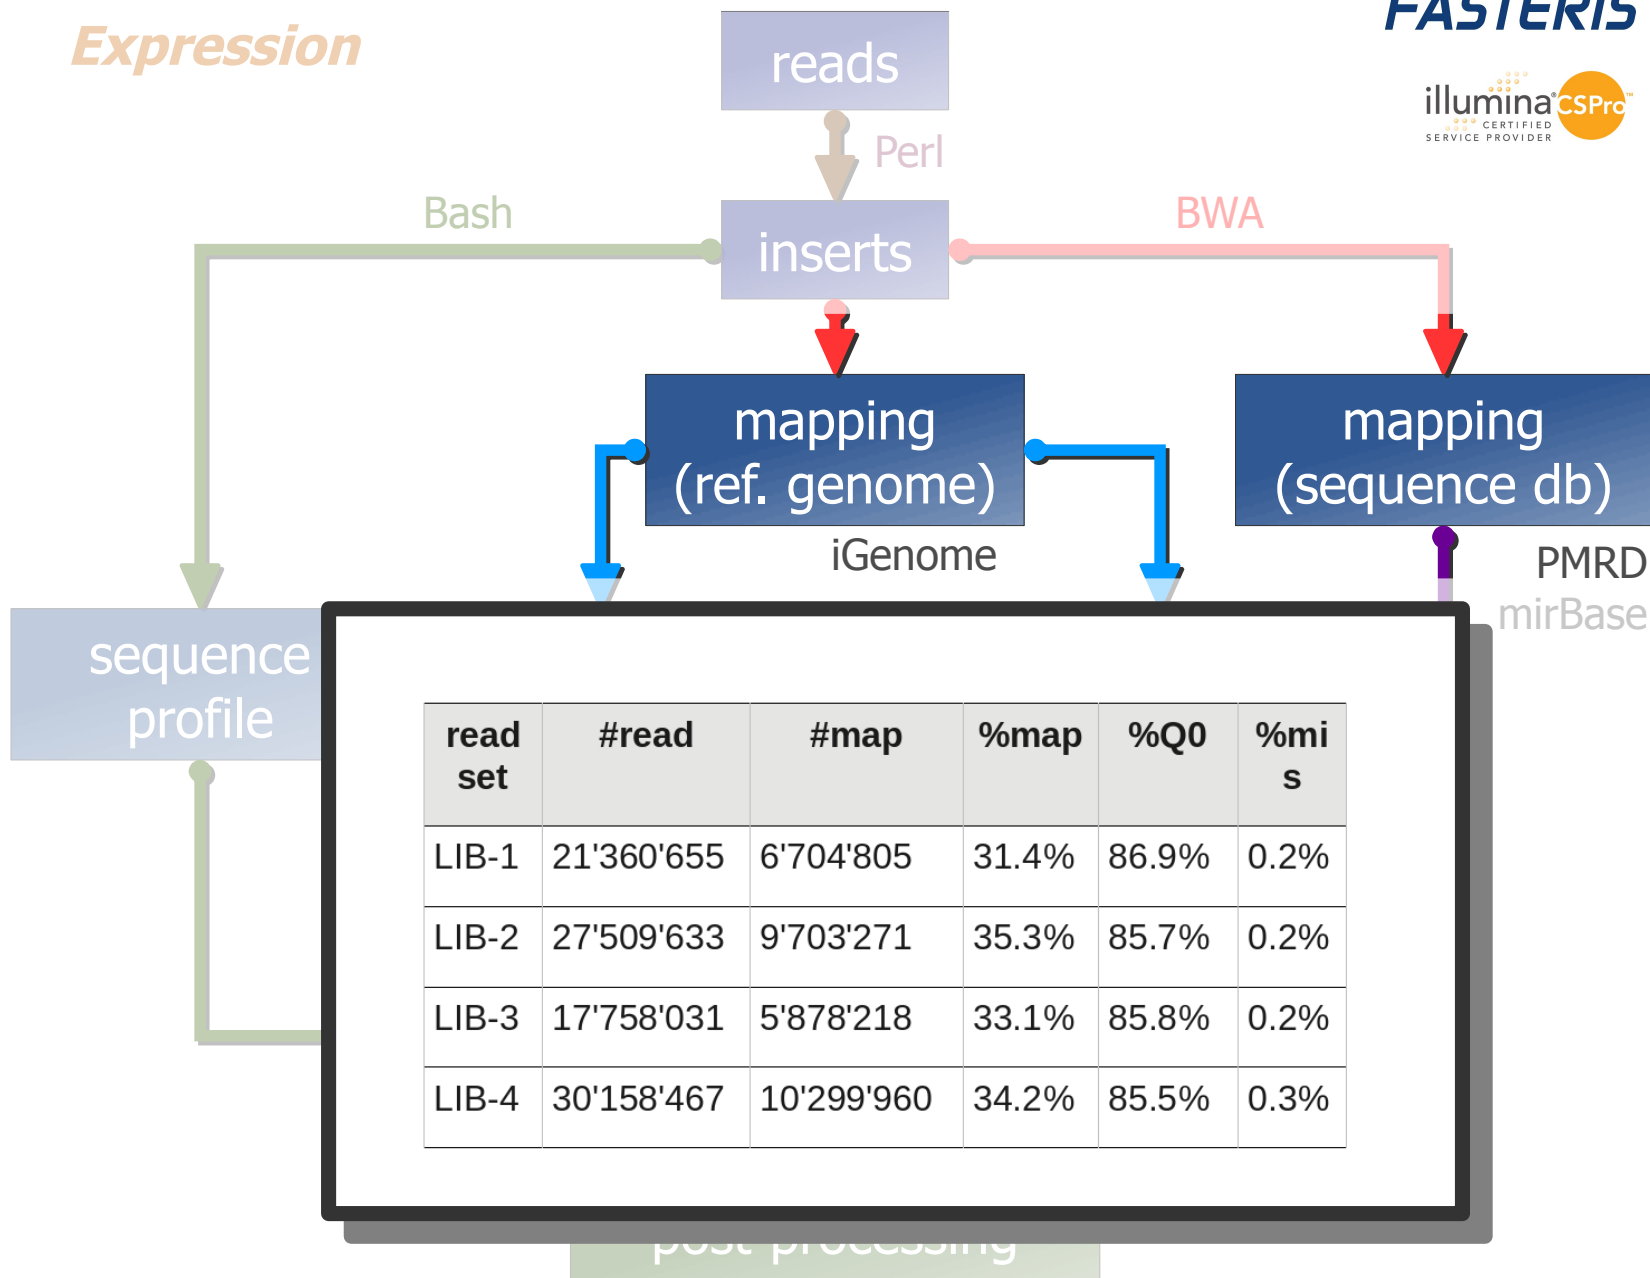 Expression
FASTERIS
reads
illumina® CSPro™
CERTIFIED
SERVICE PROVIDER
Perl
Bash
BWA
inserts
mapping
(ref. genome)
mapping
(sequence db)
iGenome
PMRD
mirBase
sequence
profile
read set #read #map %map %Q0 %mis
LIB-1 21'360'655 6'704'805 31.4% 86.9% 0.2%
LIB-2 27'509'633 9'703'271 35.3% 85.7% 0.2%
LIB-3 17'758'031 5'878'218 33.1% 85.8% 0.2%
LIB-4 30'158'467 10'299'960 34.2% 85.5% 0.3%
post processing